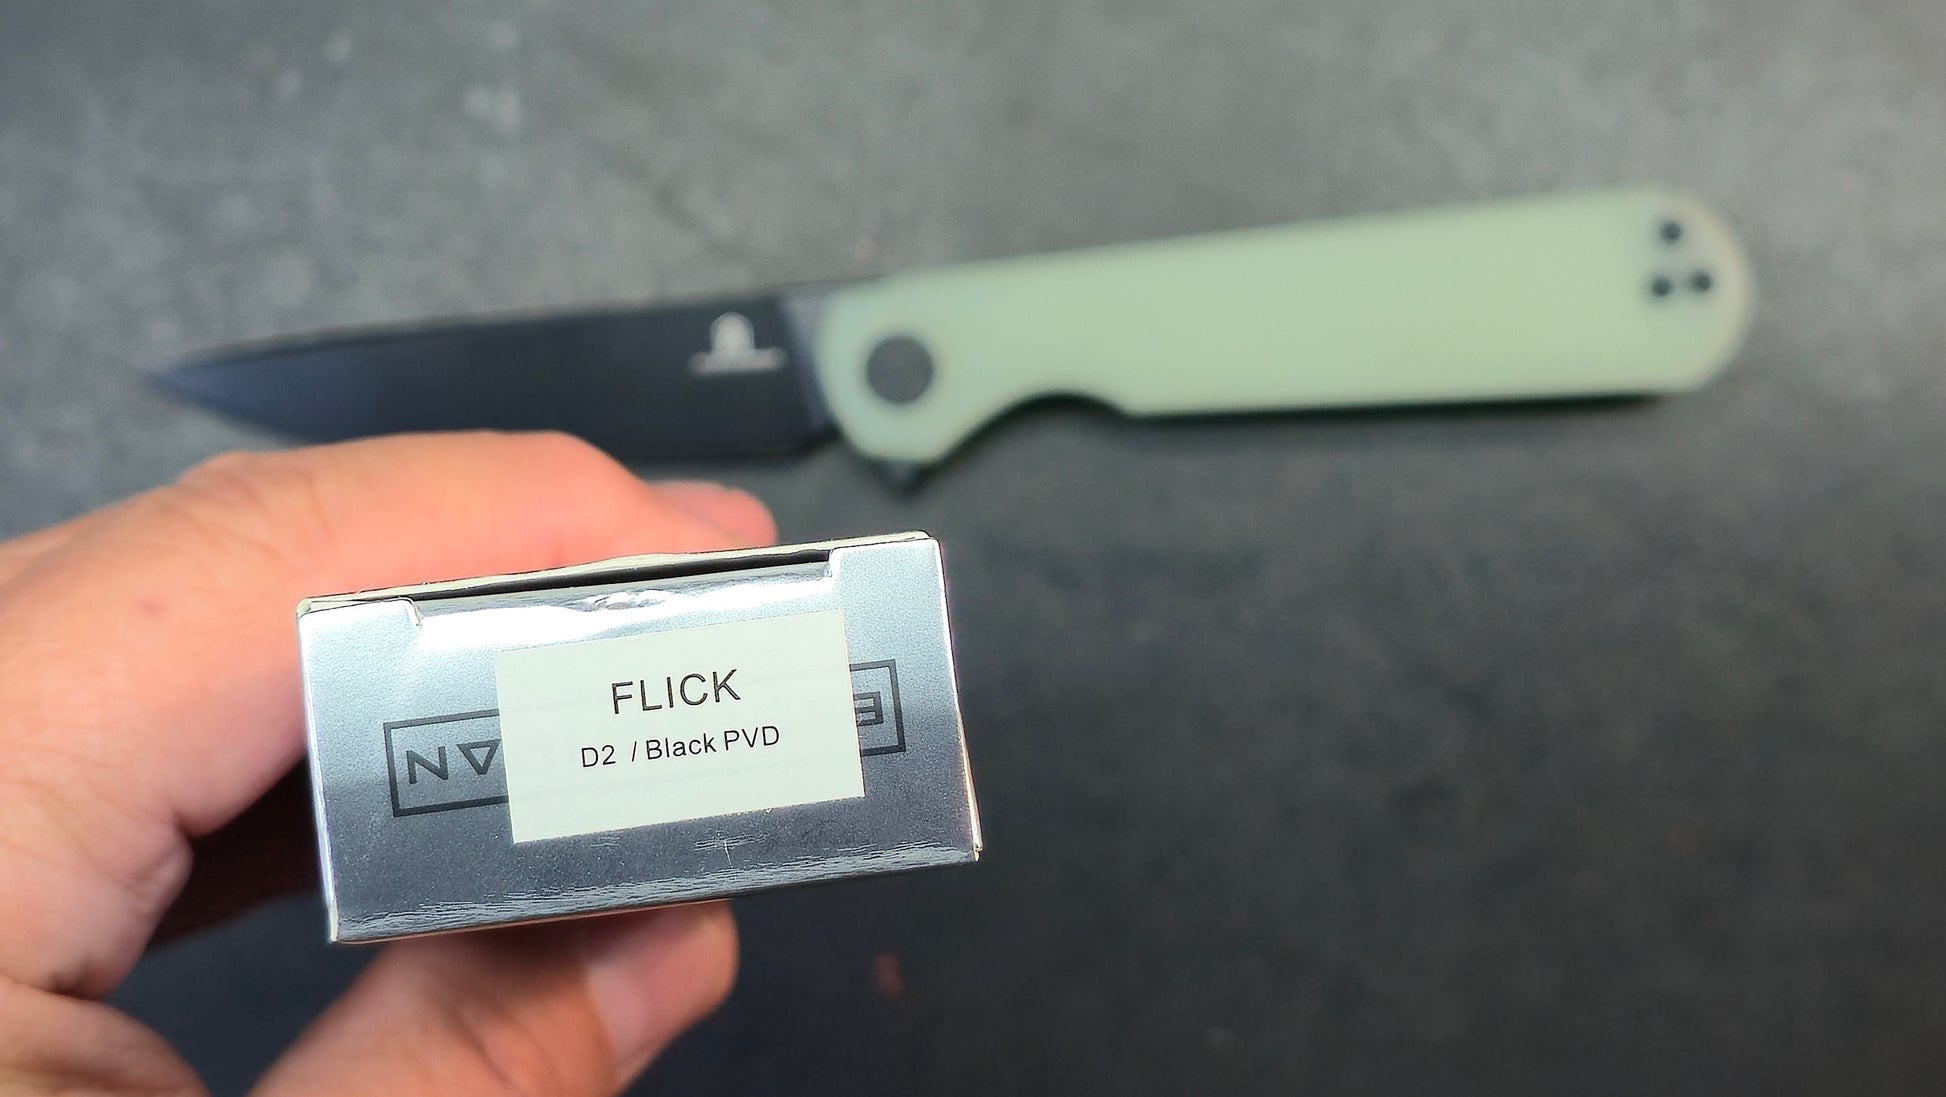 FLICK
D2 / Black PVD